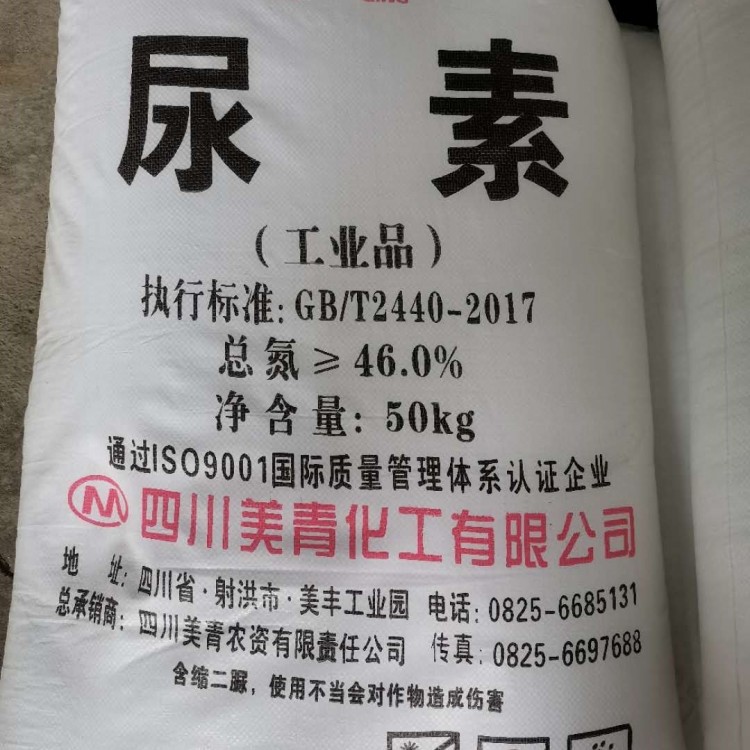 尿素
（工业品）
执行标准：GB/T2440-2017
总氮≥46.0%
净含量：50kg
通过ISO9001国际质量管理体系认证企业
M 四川美青化工有限公司
地 址：四川省·射洪市·美丰工业园 电话：0825-6685131
总承销商：四川美青农资有限责任公司 传真：0825-6697688
含缩二脲，使用不当会对作物造成伤害